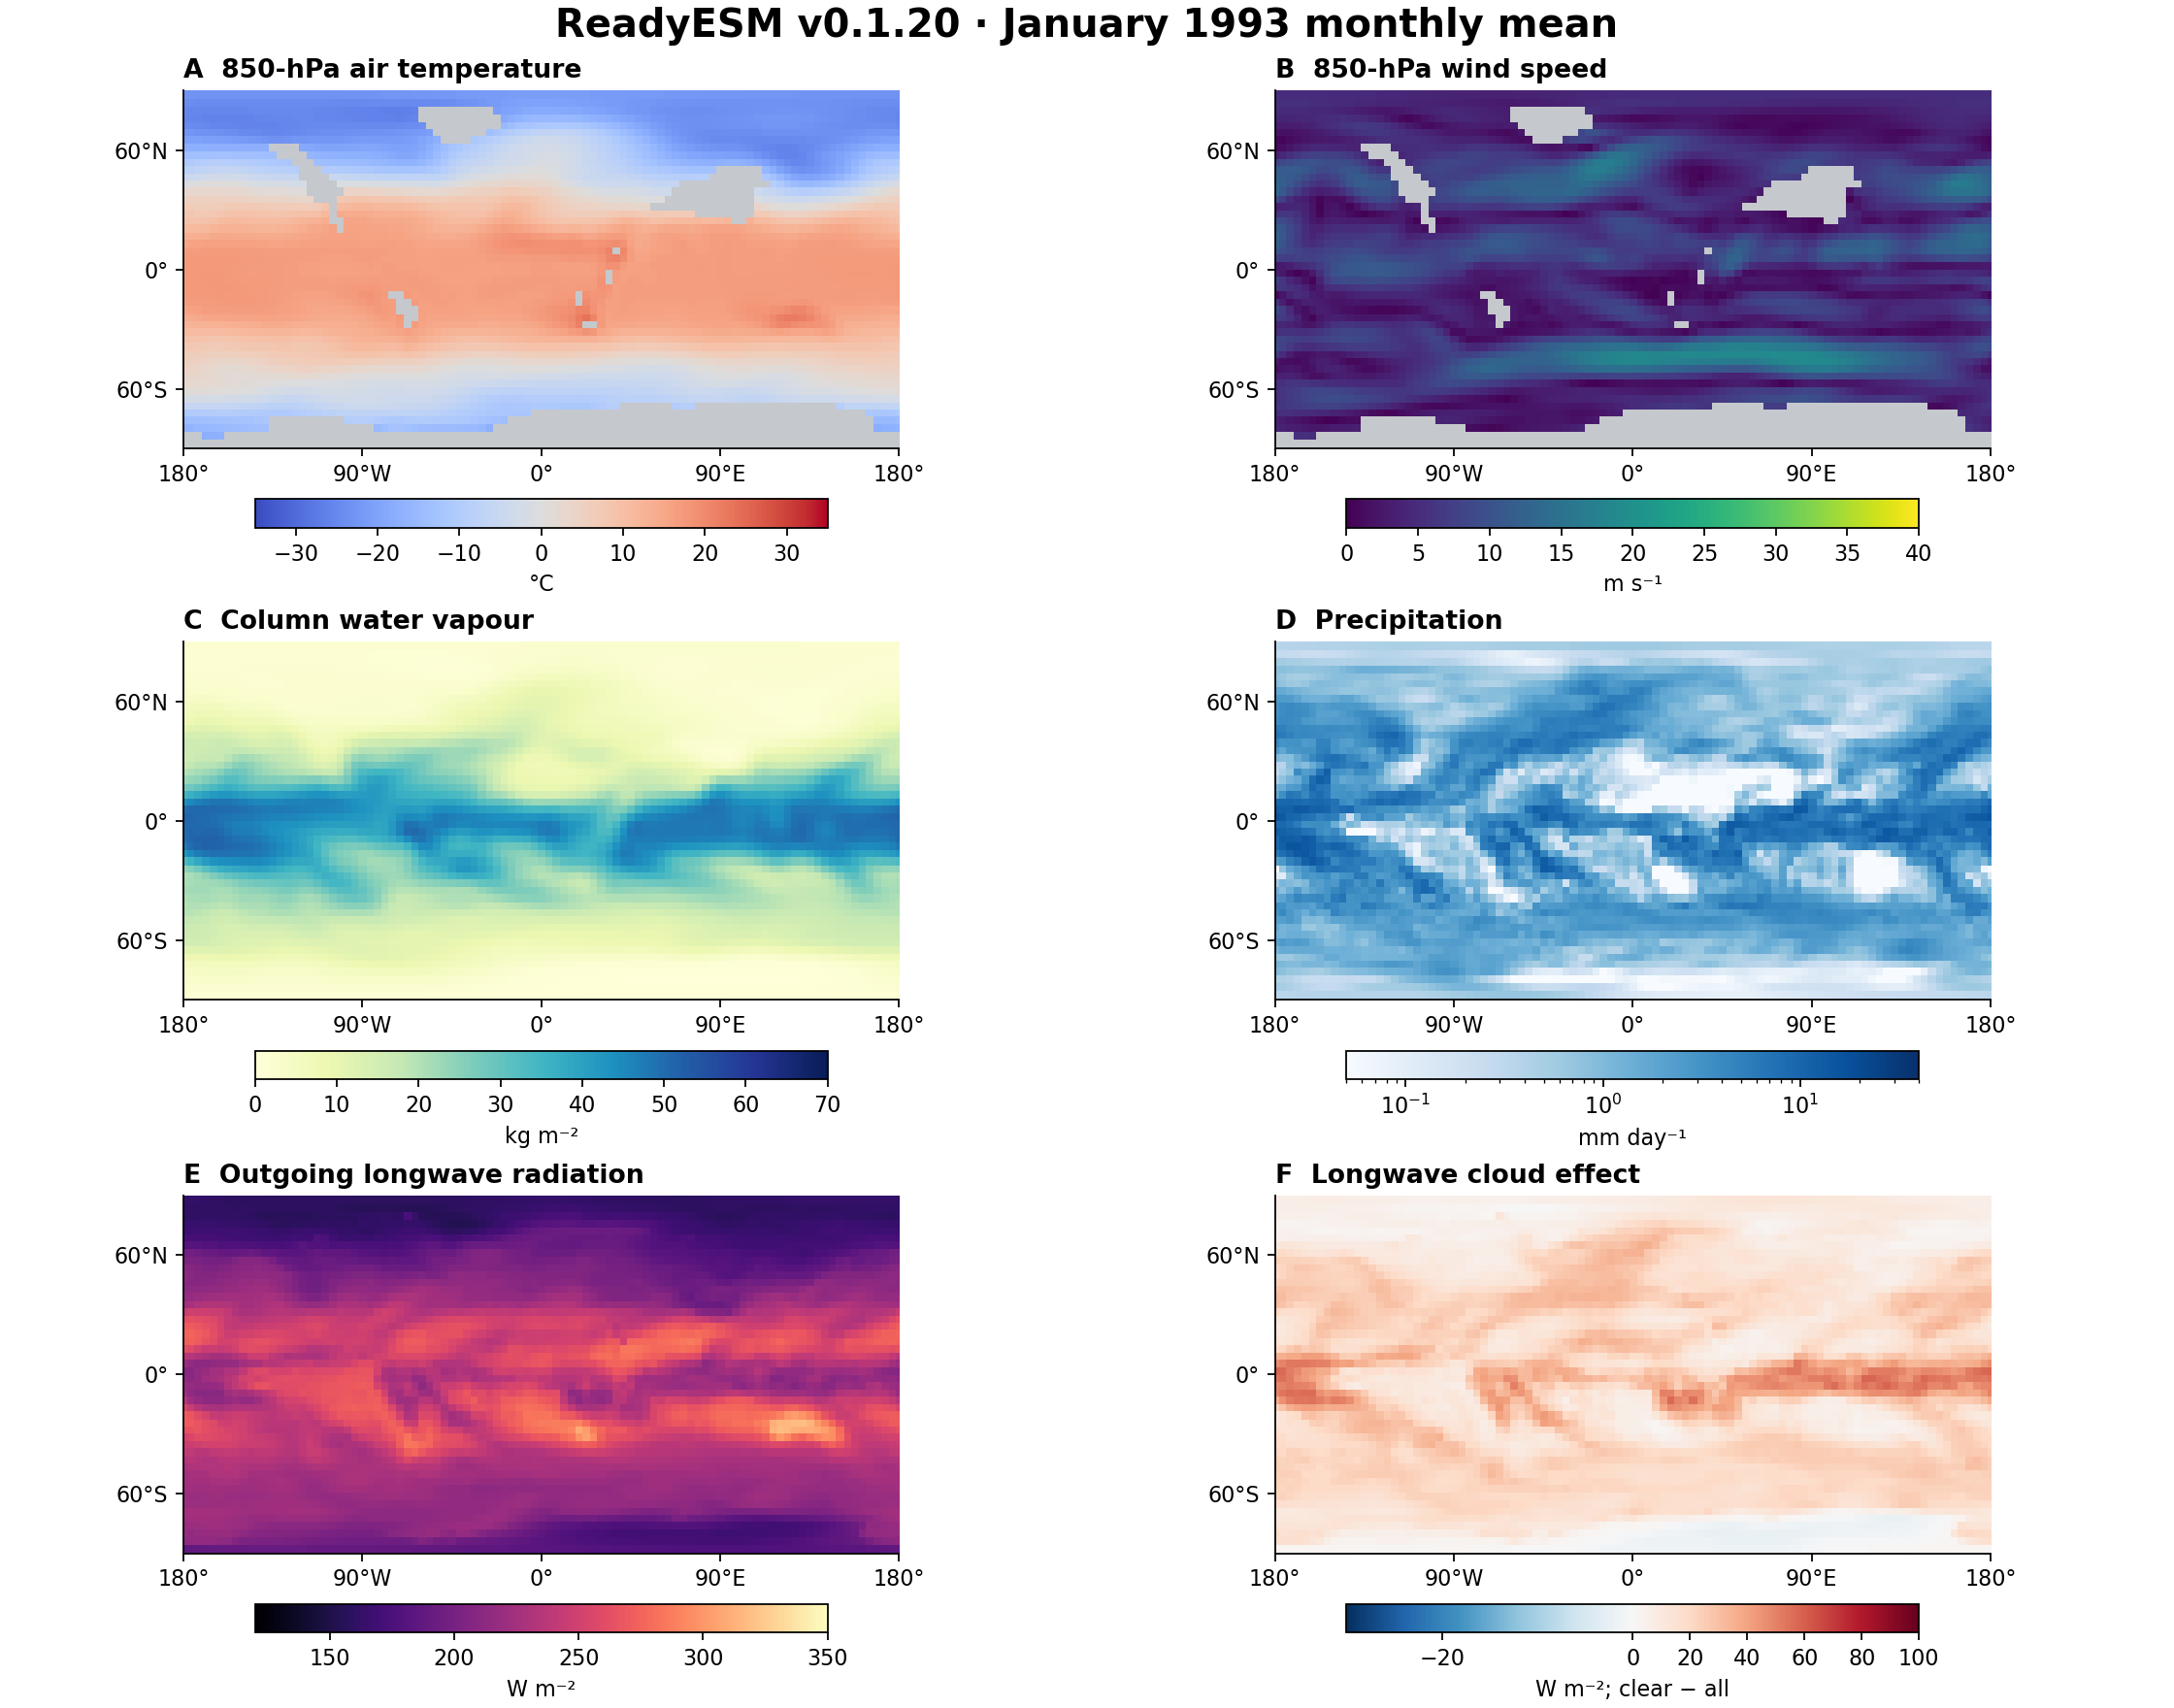 ReadyESM v0.1.20 · January 1993 monthly mean
A 850-hPa air temperature
60°N
0°
60°S
180° 90°W 0° 90°E 180°
−30 −20 −10 0 10 20 30
°C
B 850-hPa wind speed
60°N
0°
60°S
180° 90°W 0° 90°E 180°
0 5 10 15 20 25 30 35 40
m s⁻¹
C Column water vapour
60°N
0°
60°S
180° 90°W 0° 90°E 180°
0 10 20 30 40 50 60 70
kg m⁻²
D Precipitation
60°N
0°
60°S
180° 90°W 0° 90°E 180°
10⁻¹ 10⁰ 10¹
mm day⁻¹
E Outgoing longwave radiation
60°N
0°
60°S
180° 90°W 0° 90°E 180°
150 200 250 300 350
W m⁻²
F Longwave cloud effect
60°N
0°
60°S
180° 90°W 0° 90°E 180°
−20 0 20 40 60 80 100
W m⁻²; clear − all